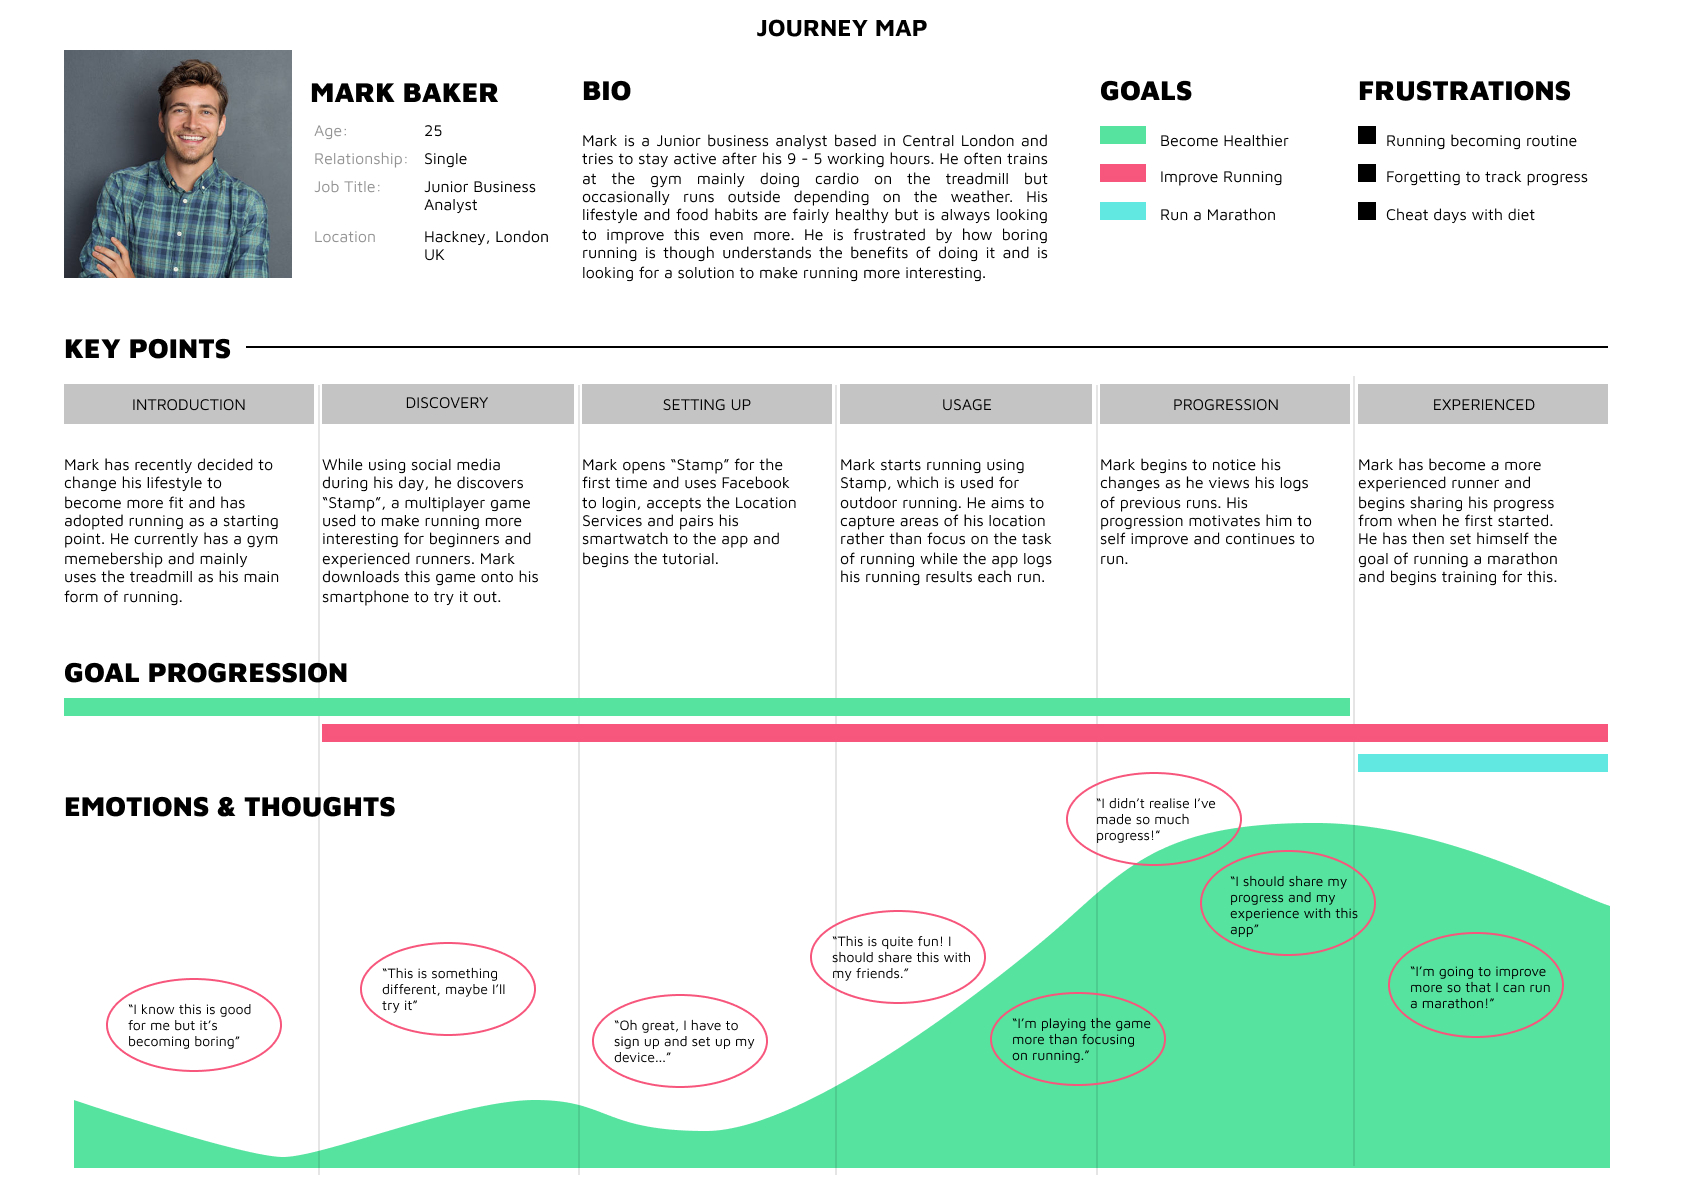 JOURNEY MAP
MARK BAKER
Age: 25
Relationship: Single
Job Title: Junior Business
Analyst
Location Hackney, London
UK
BIO
Mark is a Junior business analyst based in Central London and
tries to stay active after his 9 - 5 working hours. He often trains
at the gym mainly doing cardio on the treadmill but
occasionally runs outside depending on the weather. His
lifestyle and food habits are fairly healthy but is always looking
to improve this even more. He is frustrated by how boring
running is though understands the benefits of doing it and is
looking for a solution to make running more interesting.
GOALS
Become Healthier
Improve Running
Run a Marathon
FRUSTRATIONS
Running becoming routine
Forgetting to track progress
Cheat days with diet
KEY POINTS
INTRODUCTION
Mark has recently decided to
change his lifestyle to
become more fit and has
adopted running as a starting
point. He currently has a gym
memebership and mainly
uses the treadmill as his main
form of running.
DISCOVERY
While using social media
during his day, he discovers
“Stamp”, a multiplayer game
used to make running more
interesting for beginners and
experienced runners. Mark
downloads this game onto his
smartphone to try it out.
SETTING UP
Mark opens “Stamp” for the
first time and uses Facebook
to login, accepts the Location
Services and pairs his
smartwatch to the app and
begins the tutorial.
USAGE
Mark starts running using
Stamp, which is used for
outdoor running. He aims to
capture areas of his location
rather than focus on the task
of running while the app logs
his running results each run.
PROGRESSION
Mark begins to notice his
changes as he views his logs
of previous runs. His
progression motivates him to
self improve and continues to
run.
EXPERIENCED
Mark has become a more
experienced runner and
begins sharing his progress
from when he first started.
He has then set himself the
goal of running a marathon
and begins training for this.
GOAL PROGRESSION
EMOTIONS & THOUGHTS
“I know this is good
for me but it’s
becoming boring”
“This is something
different, maybe I’ll
try it”
“Oh great, I have to
sign up and set up my
device...”
“This is quite fun! I
should share this with
my friends.”
“I’m playing the game
more than focusing
on running.”
“I didn’t realise I’ve
made so much
progress!”
“I should share my
progress and my
experience with this
app”
“I’m going to improve
more so that I can run
a marathon!”